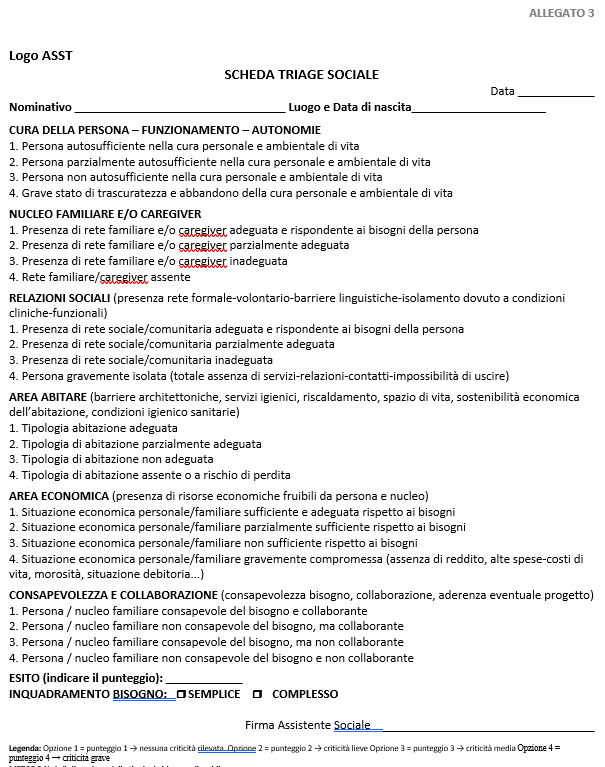 ALLEGATO 3
Logo ASST
SCHEDA TRIAGE SOCIALE
Data ____________
Nominativo _________________________________ Luogo e Data di nascita_____________________
CURA DELLA PERSONA – FUNZIONAMENTO – AUTONOMIE
1. Persona autosufficiente nella cura personale e ambientale di vita
2. Persona parzialmente autosufficiente nella cura personale e ambientale di vita
3. Persona non autosufficiente nella cura personale e ambientale di vita
4. Grave stato di trascuratezza e abbandono della cura personale e ambientale di vita
NUCLEO FAMILIARE E/O CAREGIVER
1. Presenza di rete familiare e/o caregiver adeguata e rispondente ai bisogni della persona
2. Presenza di rete familiare e/o caregiver parzialmente adeguata
3. Presenza di rete familiare e/o caregiver inadeguata
4. Rete familiare/caregiver assente
RELAZIONI SOCIALI (presenza rete formale-volontario-barriere linguistiche-isolamento dovuto a condizioni
cliniche-funzionali)
1. Presenza di rete sociale/comunitaria adeguata e rispondente ai bisogni della persona
2. Presenza di rete sociale/comunitaria parzialmente adeguata
3. Presenza di rete sociale/comunitaria inadeguata
4. Persona gravemente isolata (totale assenza di servizi-relazioni-contatti-impossibilità di uscire)
AREA ABITARE (barriere architettoniche, servizi igienici, riscaldamento, spazio di vita, sostenibilità economica
dell'abitazione, condizioni igienico sanitarie)
1. Tipologia abitazione adeguata
2. Tipologia di abitazione parzialmente adeguata
3. Tipologia di abitazione non adeguata
4. Tipologia di abitazione assente o a rischio di perdita
AREA ECONOMICA (presenza di risorse economiche fruibili da persona e nucleo)
1. Situazione economica personale/familiare sufficiente e adeguata rispetto ai bisogni
2. Situazione economica personale/familiare parzialmente sufficiente rispetto ai bisogni
3. Situazione economica personale/familiare non sufficiente rispetto ai bisogni
4. Situazione economica personale/familiare gravemente compromessa (assenza di reddito, alte spese-costi di
vita, morosità, situazione debitoria...)
CONSAPEVOLEZZA E COLLABORAZIONE (consapevolezza bisogno, collaborazione, aderenza eventuale progetto)
1. Persona / nucleo familiare consapevole del bisogno e collaborante
2. Persona / nucleo familiare non consapevole del bisogno, ma collaborante
3. Persona / nucleo familiare consapevole del bisogno, ma non collaborante
4. Persona / nucleo familiare non consapevole del bisogno e non collaborante
ESITO (indicare il punteggio): ____________
INQUADRAMENTO BISOGNO: ❒ SEMPLICE ❒ COMPLESSO
Firma Assistente Sociale_________________________________
Legenda: Opzione 1 = punteggio 1 → nessuna criticità rilevata Opzione 2 = punteggio 2 → criticità lieve Opzione 3 = punteggio 3 → criticità media Opzione 4 =
punteggio 4 → criticità grave